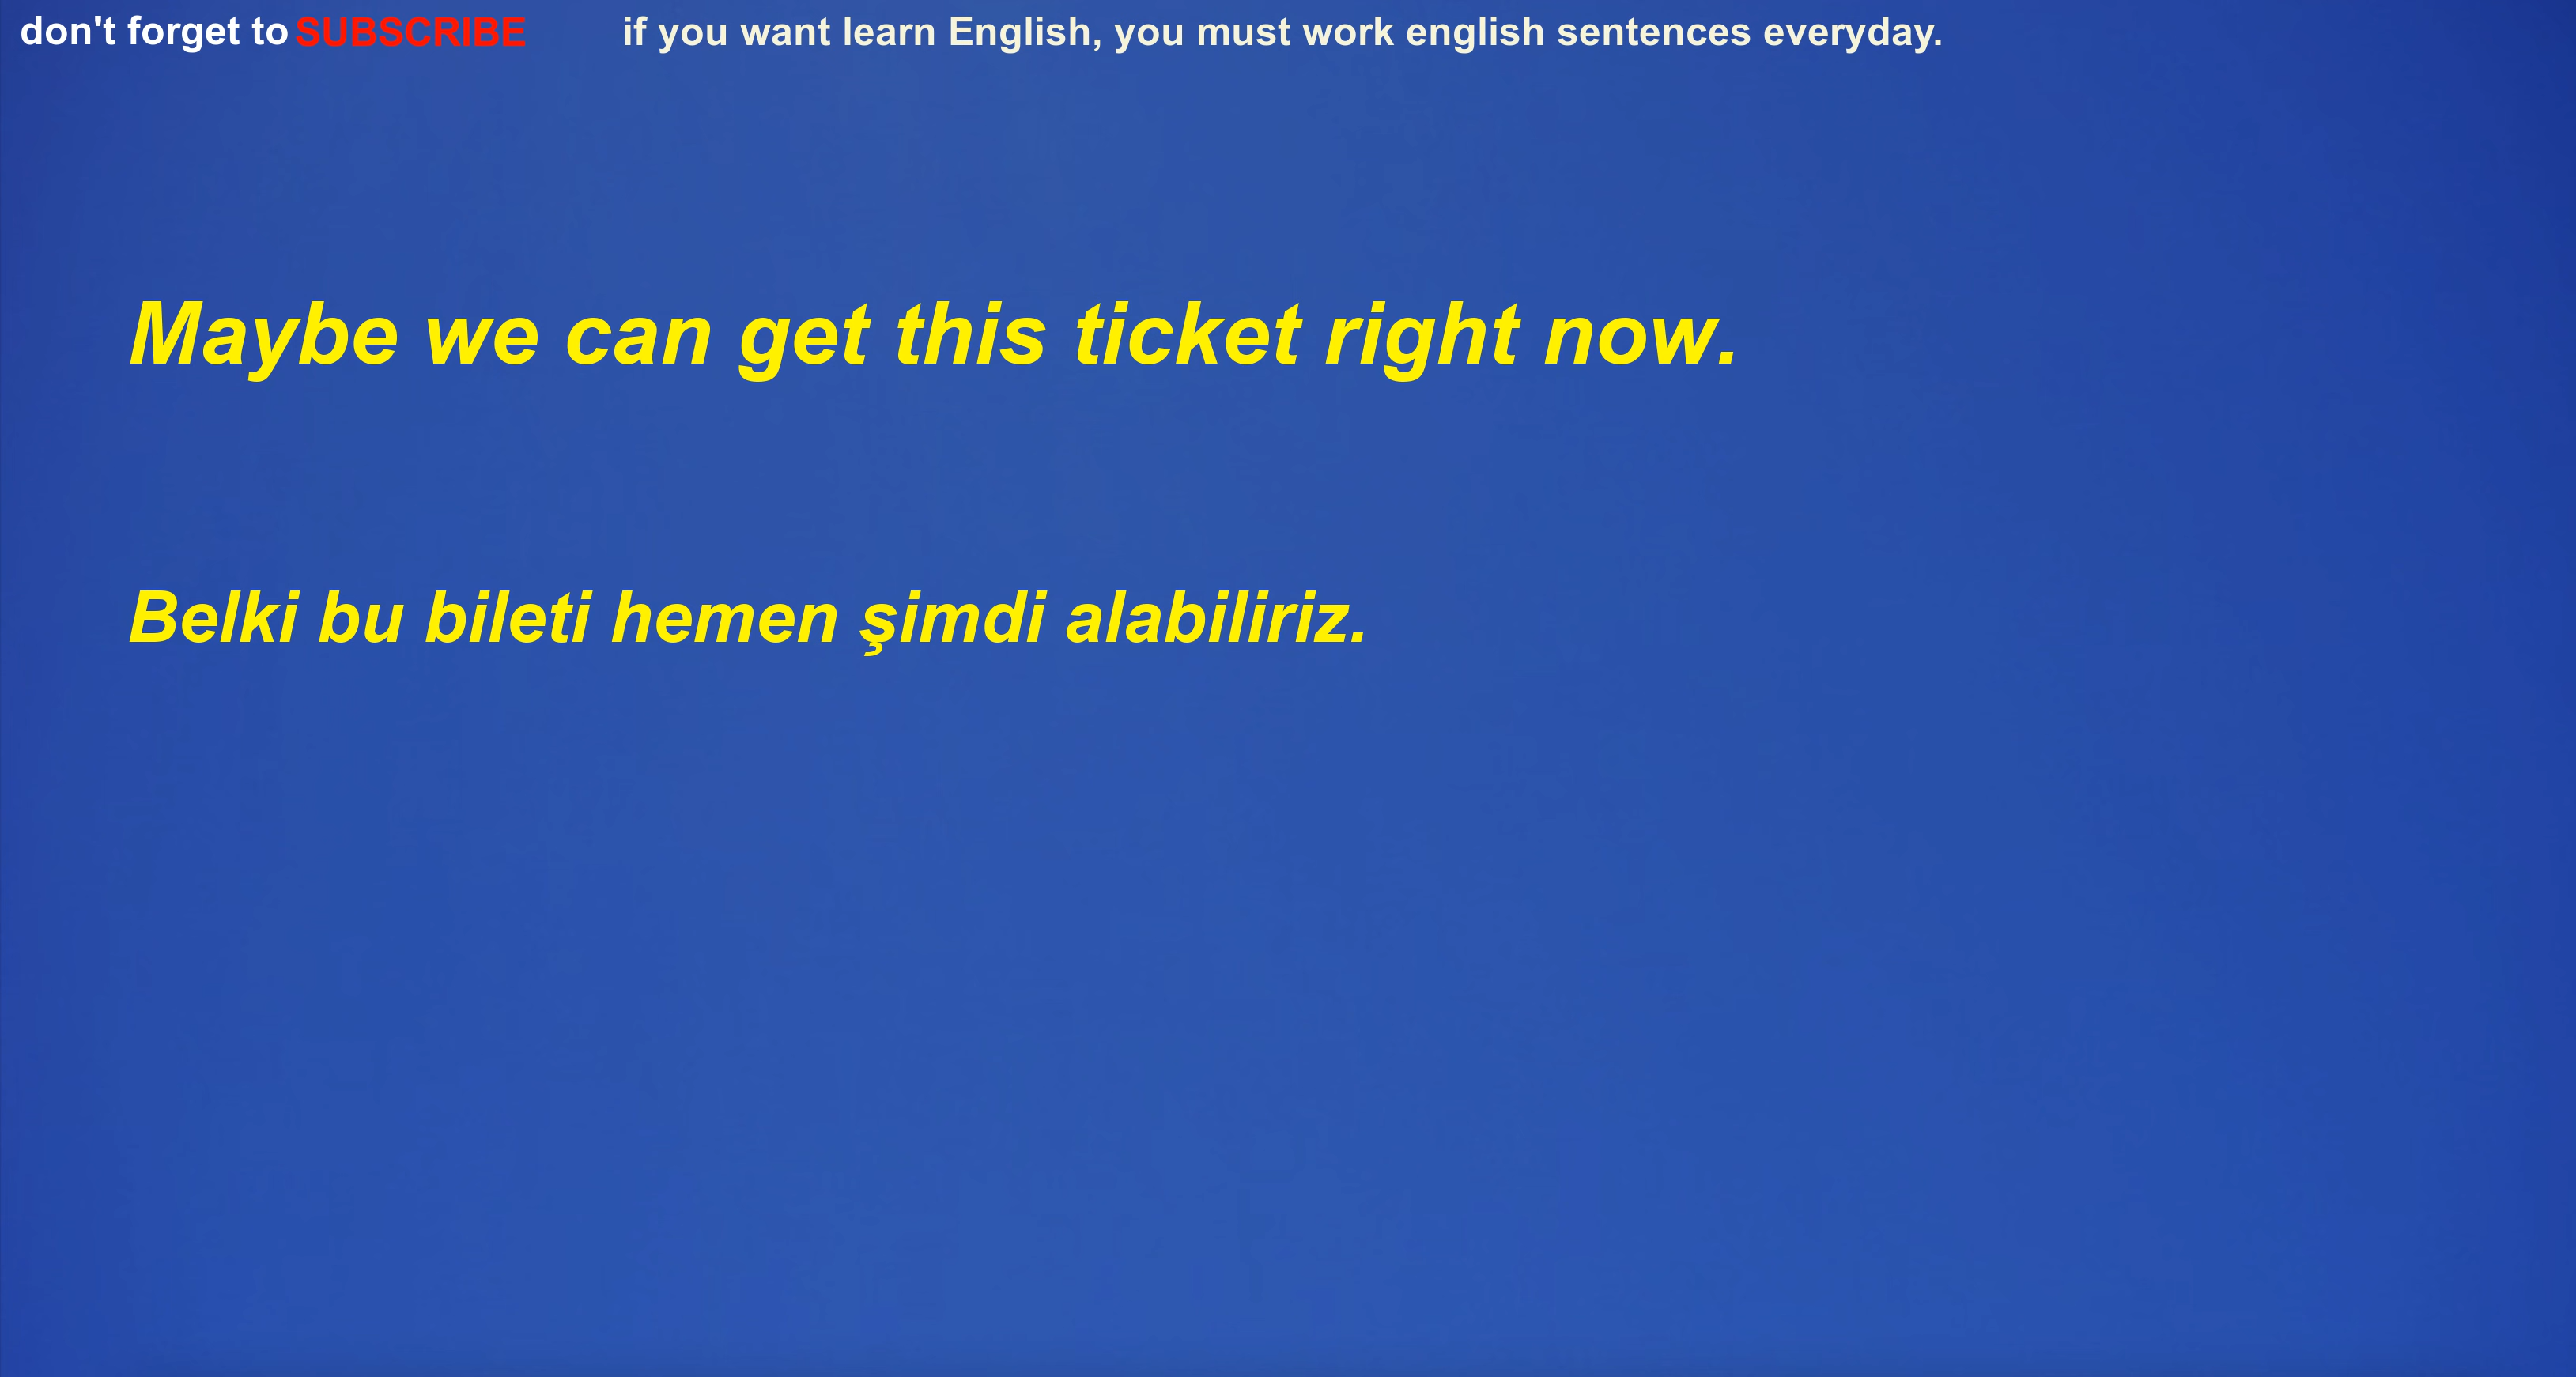 don't forget to SUBSCRIBE if you want learn English, you must work english sentences everyday.
Maybe we can get this ticket right now.
Belki bu bileti hemen şimdi alabiliriz.